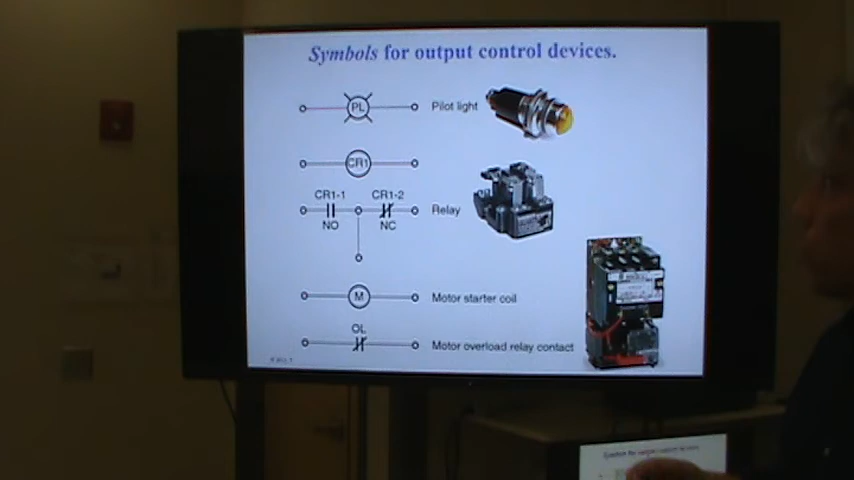 Symbols for output control devices.
PL
Pilot light
CR1
CR1-1 CR1-2
Relay
NO NC
M
Motor starter coil
OL
Motor overload relay contact